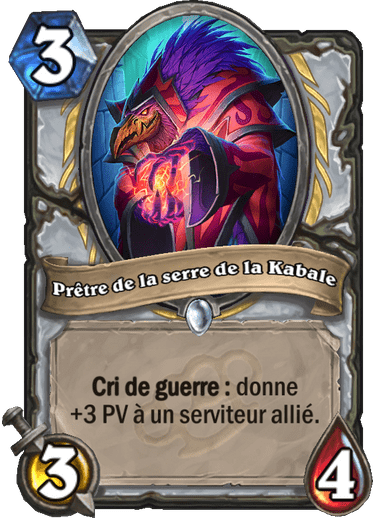 3
Prêtre de la serre de la Kabale
Cri de guerre : donne
+3 PV à un serviteur allié.
3
4